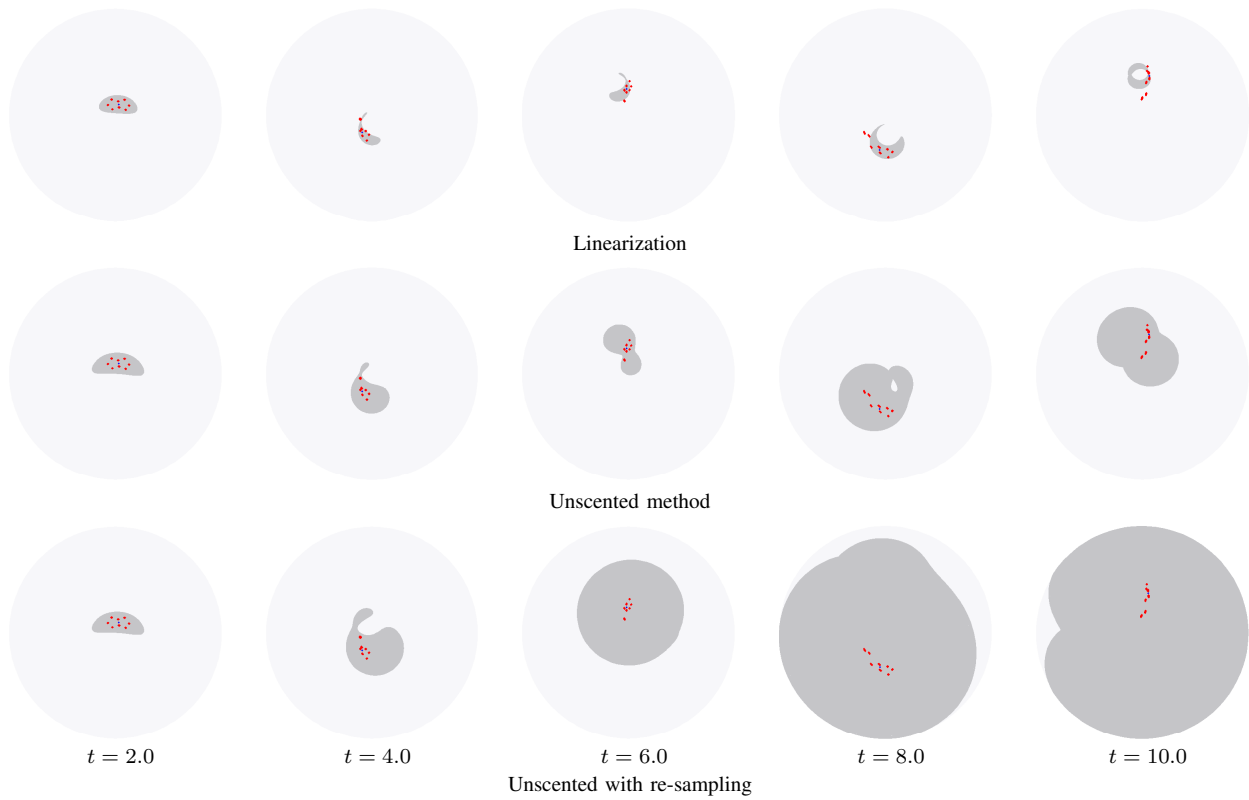 Linearization
Unscented method
t = 2.0
t = 4.0
t = 6.0
t = 8.0
t = 10.0
Unscented with re-sampling